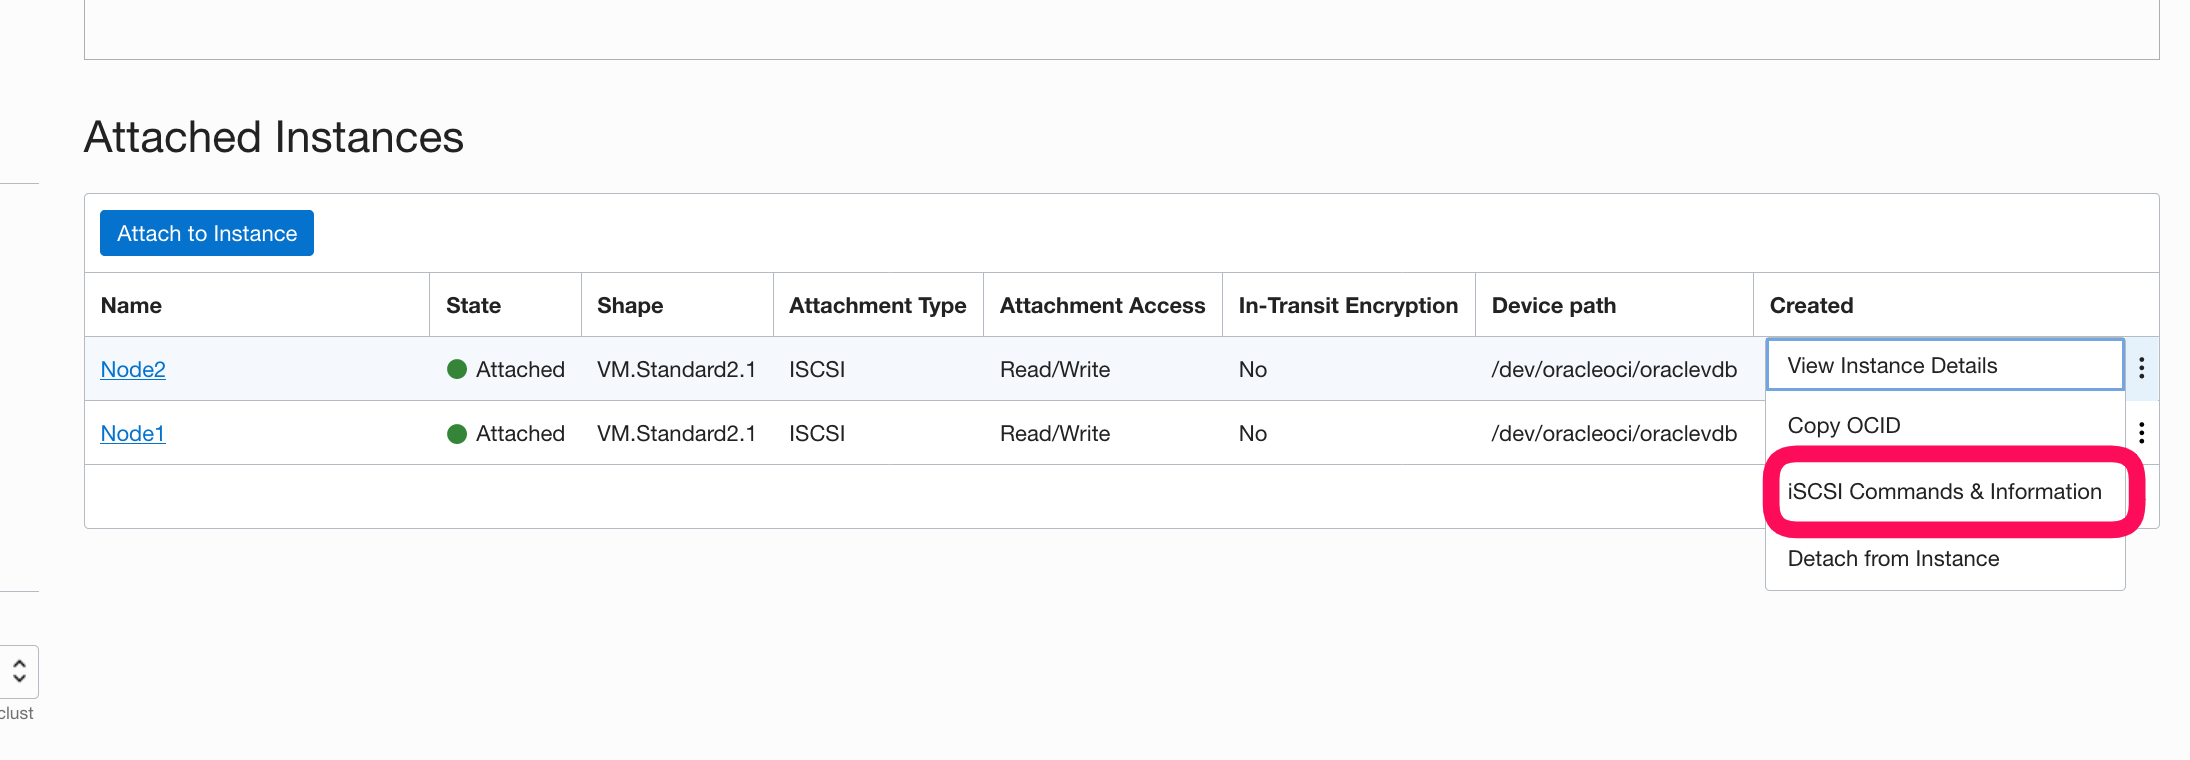 Attached Instances
Attach to Instance
Name State Shape Attachment Type Attachment Access In-Transit Encryption Device path Created
Node2 Attached VM.Standard2.1 ISCSI Read/Write No /dev/oracleoci/oraclevdb
View Instance Details
Copy OCID
Node1 Attached VM.Standard2.1 ISCSI Read/Write No /dev/oracleoci/oraclevdb
iSCSI Commands & Information
Detach from Instance
clust